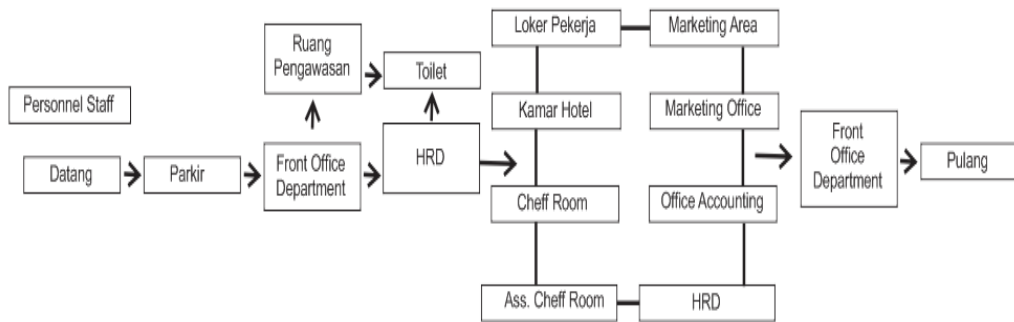 Personnel Staff
Datang
Parkir
Ruang
Pengawasan
Front Office
Department
Toilet
HRD
Loker Pekerja
Kamar Hotel
Cheff Room
Ass. Cheff Room
Marketing Area
Marketing Office
Office Accounting
HRD
Front
Office
Department
Pulang